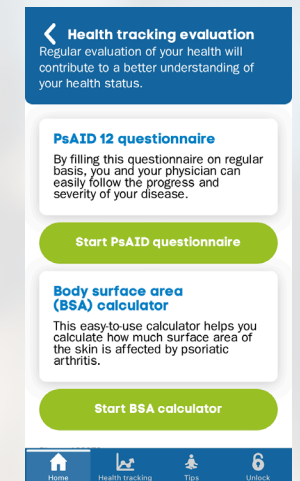 Health tracking evaluation
Regular evaluation of your health will
contribute to a better understanding of
your health status.
PsAID 12 questionnaire
By filling this questionnaire on regular
basis, you and your physician can
easily follow the progress and
severity of your disease.
Start PsAID questionnaire
Body surface area
(BSA) calculator
This easy-to-use calculator helps you
calculate how much surface area of
the skin is affected by psoriatic
arthritis.
Start BSA calculator
Home
Health tracking
Tips
Unlock